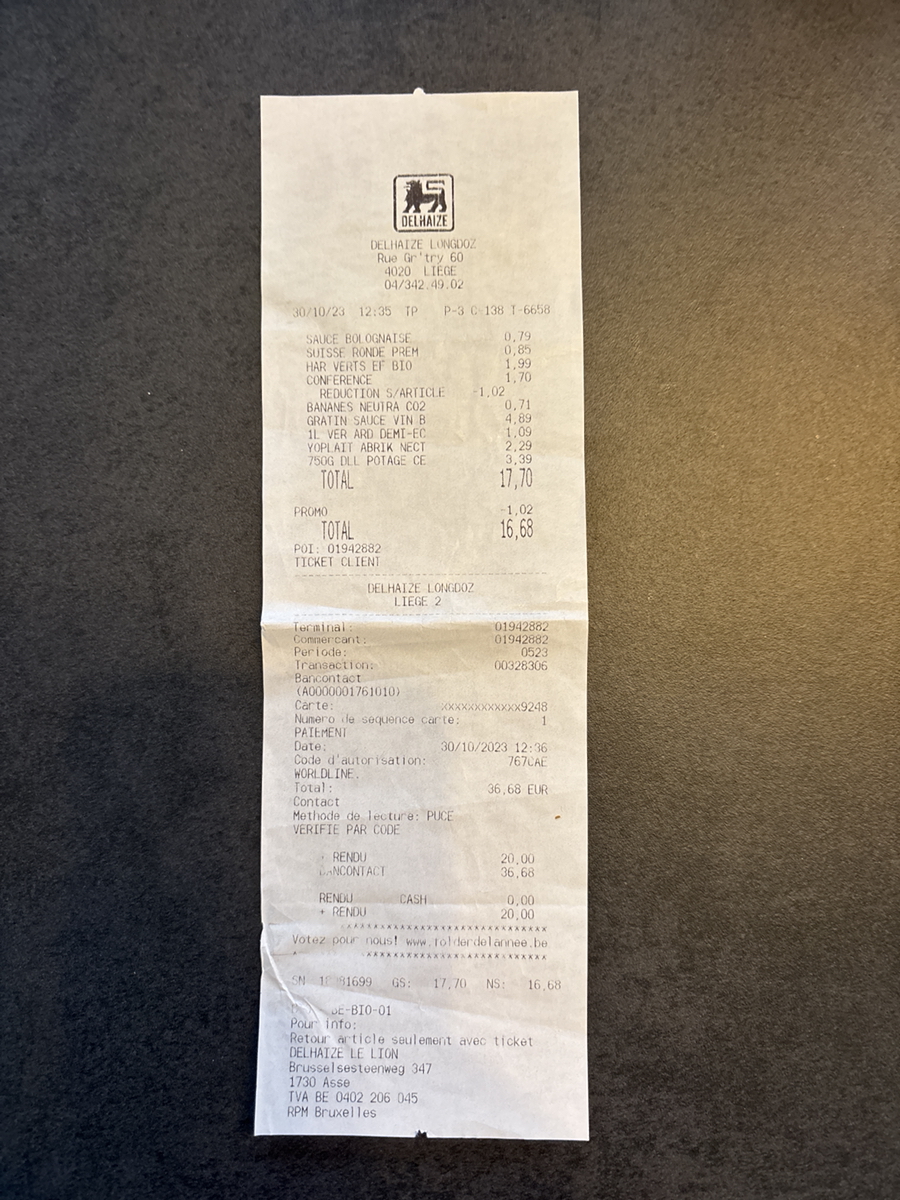 DELHAIZE
DELHAIZE LONGDOZ
Rue Gr'try 60
4020 LIEGE
04/342.49.02
30/10/23 12:35 TP P-3 C-138 T-6658
SAUCE BOLOGNAISE 0,79
SUISSE RONDE PREM 0,85
HAR VERTS EF BIO 1,99
CONFERENCE 1,70
REDUCTION S/ARTICLE -1,02
BANANES NEUTRA CO2 0,71
GRATIN SAUCE VIN B 4,89
1L VER ARD DEMI-EC 1,09
YOPLAIT ABRIK NECT 2,29
750G DLL POTAGE CE 3,39
TOTAL 17,70
PROMO -1,02
TOTAL 16,68
POI: 01942882
TICKET CLIENT
DELHAIZE LONGDOZ
LIEGE 2
Terminal: 01942882
Commercant: 01942882
Periode: 0523
Transaction: 00328306
Bancontact
(A0000001761010)
Carte: xxxxxxxxxxxx9248
Numero de sequence carte: 1
PAIEMENT
Date: 30/10/2023 12:36
Code d'autorisation: 767CAE
WORLDLINE.
Total: 36,68 EUR
Contact
Methode de lecture: PUCE
VERIFIE PAR CODE
RENDU 20,00
BANCONTACT 36,68
RENDU CASH 0,00
+ RENDU 20,00
Votez pour nous! www.folderdelannee.be
SN GS: 17,70 NS: 16,68
BE-BIO-01
Pour info:
Retour article seulement avec ticket
DELHAIZE LE LION
Brusselsesteenweg 347
1730 Asse
TVA BE 0402 206 045
RPM Bruxelles